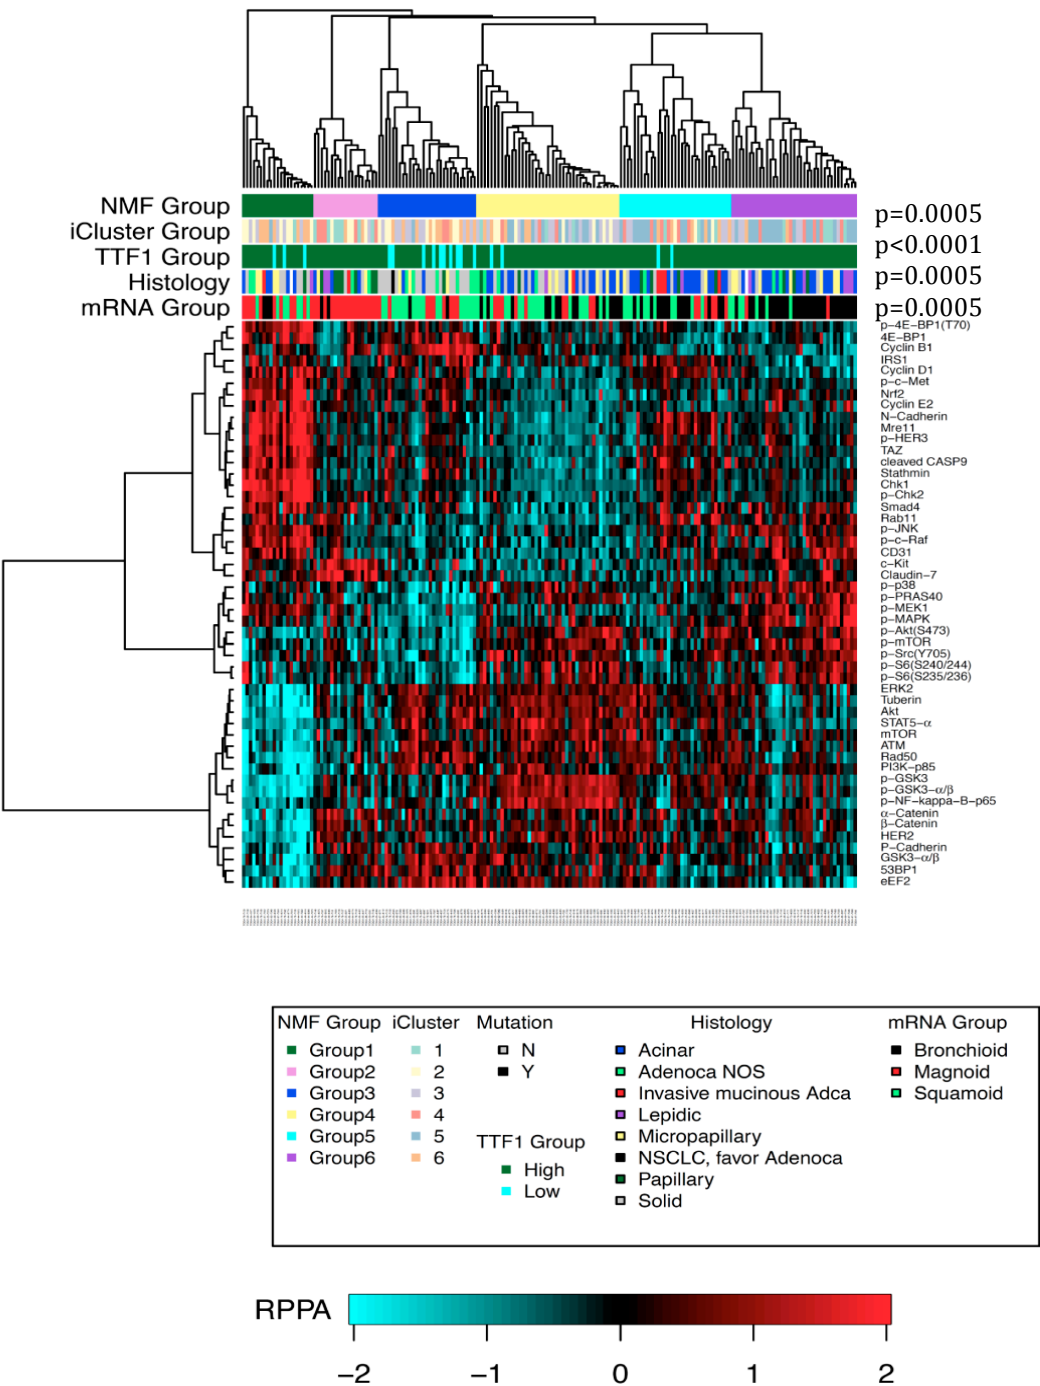 NMF Group
iCluster Group
TTF1 Group
Histology
mRNA Group
p=0.0005
p<0.0001
p=0.0005
p=0.0005
p−4E−BP1(T70)
4E−BP1
Cyclin B1
IRS1
Cyclin D1
p−c−Met
Nrf2
Cyclin E2
N−Cadherin
Mre11
p−HER3
TAZ
cleaved CASP9
Stathmin
Chk1
p−Chk2
Smad4
Rab11
p−JNK
p−c−Raf
CD31
c−Kit
Claudin−7
p−p38
p−PRAS40
p−MEK1
p−MAPK
p−Akt(S473)
p−mTOR
p−Src(Y705)
p−S6(S240/244)
p−S6(S235/236)
ERK2
Tuberin
Akt
STAT5−α
mTOR
ATM
Rad50
PI3K−p85
p−GSK3
p−GSK3−α/β
p−NF−kappa−B−p65
α−Catenin
β−Catenin
HER2
P−Cadherin
GSK3−α/β
53BP1
eEF2
NMF Group iCluster Mutation Histology mRNA Group
Group1 1 N Acinar Bronchioid
Group2 2 Y Adenoca NOS Magnoid
Group3 3 Invasive mucinous Adca Squamoid
Group4 4 Lepidic
Group5 5 TTF1 Group Micropapillary
Group6 6 High NSCLC, favor Adenoca
Low Papillary
Solid
RPPA
−2 −1 0 1 2